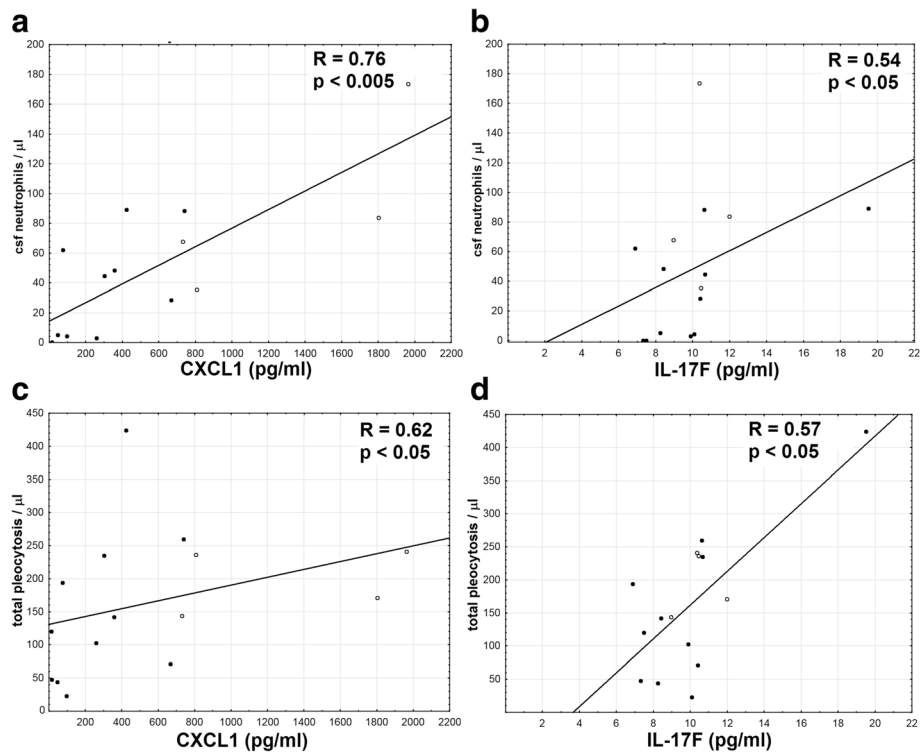 a
R = 0.76
p < 0.005
csf neutrophils / µl
200
180
160
140
120
100
80
60
40
20
0
200 400 600 800 1000 1200 1400 1600 1800 2000 2200
CXCL1 (pg/ml)
b
R = 0.54
p < 0.05
csf neutrophils / µl
200
180
160
140
120
100
80
60
40
20
0
2 4 6 8 10 12 14 16 18 20 22
IL-17F (pg/ml)
c
R = 0.62
p < 0.05
total pleocytosis / µl
450
400
350
300
250
200
150
100
50
0
200 400 600 800 1000 1200 1400 1600 1800 2000 2200
CXCL1 (pg/ml)
d
R = 0.57
p < 0.05
total pleocytosis / µl
450
400
350
300
250
200
150
100
50
2 4 6 8 10 12 14 16 18 20 22
IL-17F (pg/ml)